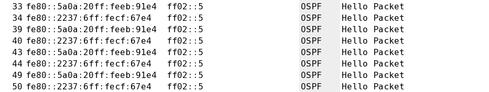 33 fe80::5a0a:20ff:feeb:91e4 ff02::5 OSPF Hello Packet
34 fe80::2237:6ff:fecf:67e4 ff02::5 OSPF Hello Packet
39 fe80::5a0a:20ff:feeb:91e4 ff02::5 OSPF Hello Packet
40 fe80::2237:6ff:fecf:67e4 ff02::5 OSPF Hello Packet
43 fe80::5a0a:20ff:feeb:91e4 ff02::5 OSPF Hello Packet
44 fe80::2237:6ff:fecf:67e4 ff02::5 OSPF Hello Packet
49 fe80::5a0a:20ff:feeb:91e4 ff02::5 OSPF Hello Packet
50 fe80::2237:6ff:fecf:67e4 ff02::5 OSPF Hello Packet